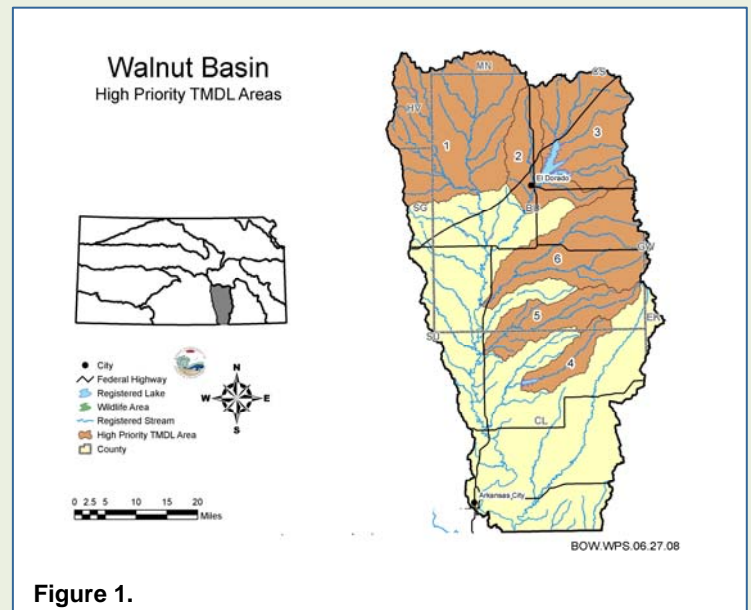 Walnut Basin
High Priority TMDL Areas
MN
KS
HV
1
2
3
El Dorado
SG
GW
6
5
EK
SU
4
CL
Arkansas City
City
Federal Highway
Registered Lake
Wildlife Area
Registered Stream
High Priority TMDL Area
County
N
W
E
S
0 2.5 5 10 15 20
Miles
BOW.WPS.06.27.08
Figure 1.